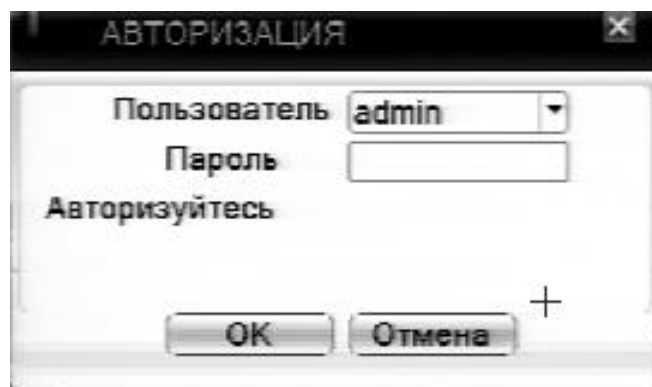 АВТОРИЗАЦИЯ
Пользователь admin
Пароль
Авторизуйтесь
OK Отмена